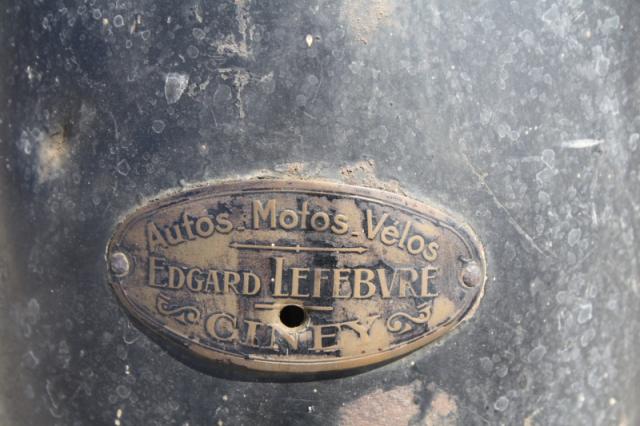 Autos - Motos - Vélos
EDGARD LEFEBVRE
CINEY